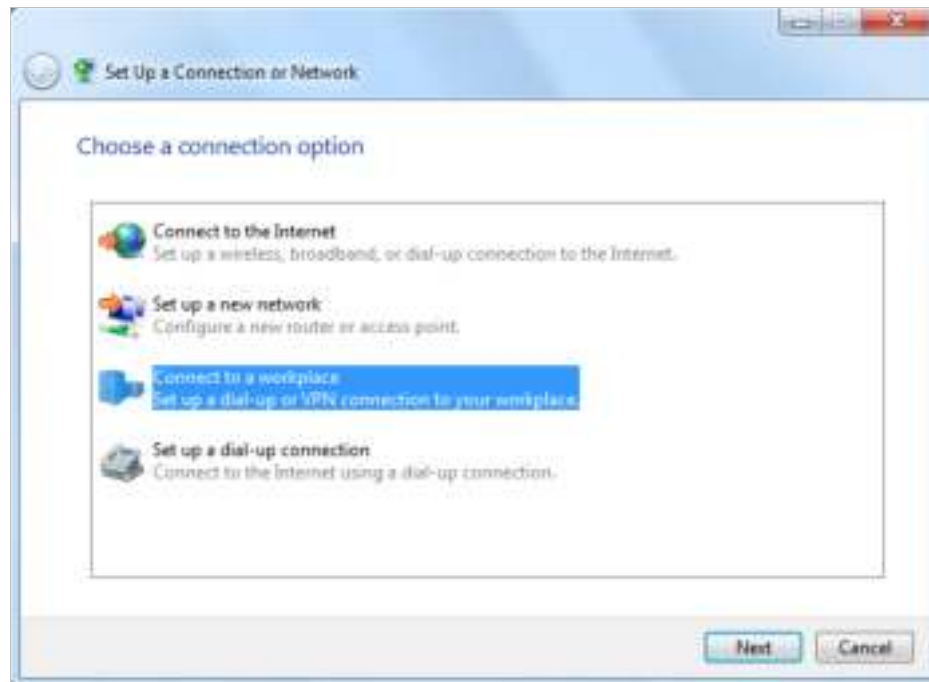 Set Up a Connection or Network
Choose a connection option
Connect to the Internet
Set up a wireless, broadband, or dial-up connection to the Internet.
Set up a new network
Configure a new router or access point.
Connect to a workplace
Set up a dial-up or VPN connection to your workplace.
Set up a dial-up connection
Connect to the Internet using a dial-up connection.
Next Cancel